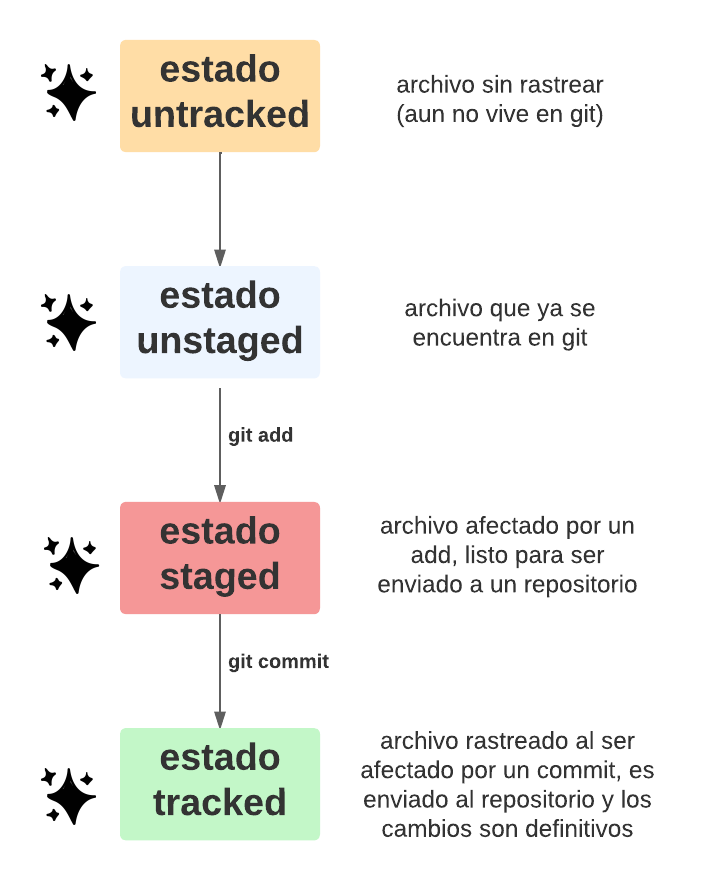 estado
untracked
archivo sin rastrear
(aun no vive en git)
estado
unstaged
archivo que ya se
encuentra en git
git add
estado
staged
archivo afectado por un
add, listo para ser
enviado a un repositorio
git commit
estado
tracked
archivo rastreado al ser
afectado por un commit, es
enviado al repositorio y los
cambios son definitivos